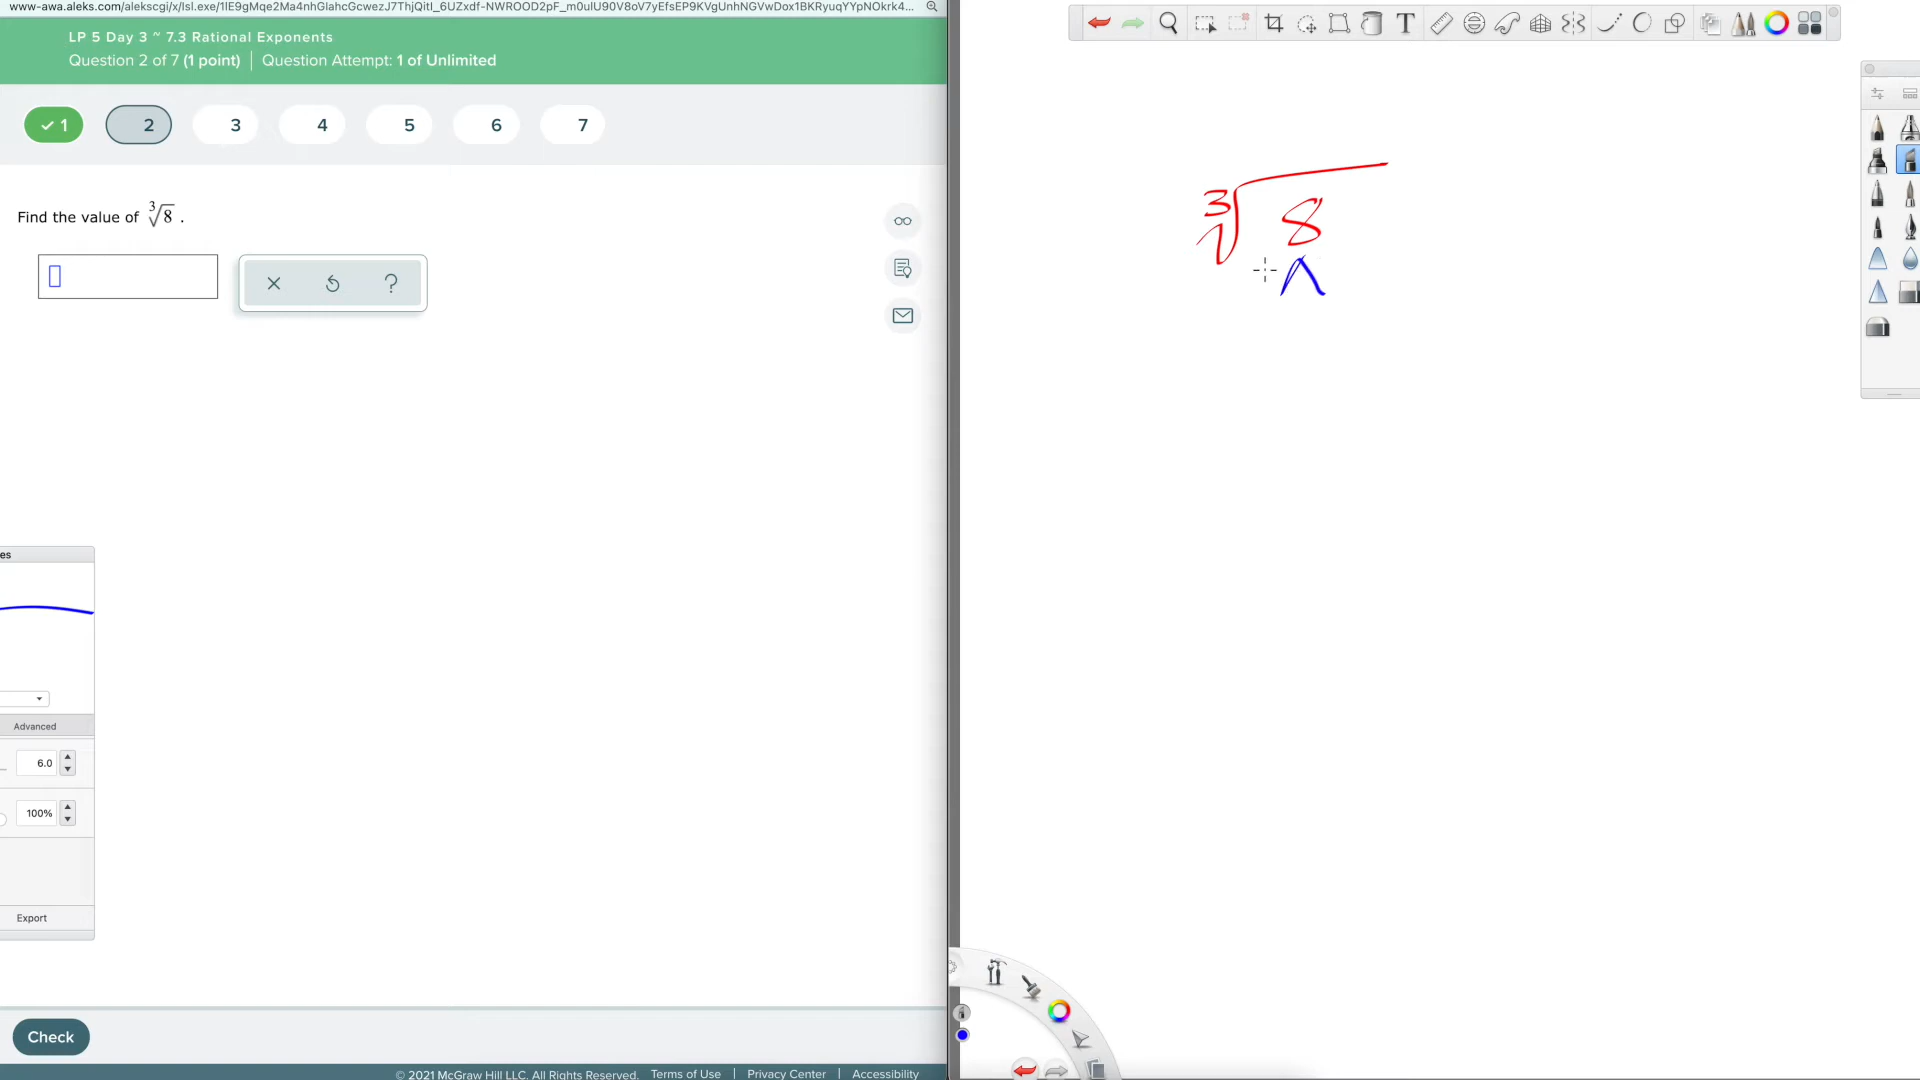 www-awa.aleks.com/alekscgi/x/Isl.exe/1lE9gMqe2Ma4nhGlahcGcwezJ7ThjQitI_6UZxdf-NWROOD2pF_m0uIU90V8oV7yEfsEP9KVgUnhNGVwDox1BKRyuqYYpNOkrk4...
LP 5 Day 3 ~ 7.3 Rational Exponents
Question 2 of 7 (1 point) | Question Attempt: 1 of Unlimited
✓ 1 2 3 4 5 6 7
Find the value of ∛8 .
× ?
∛8
T
es
Advanced
6.0
100%
Export
Check
© 2021 McGraw Hill LLC. All Rights Reserved. Terms of Use | Privacy Center | Accessibility